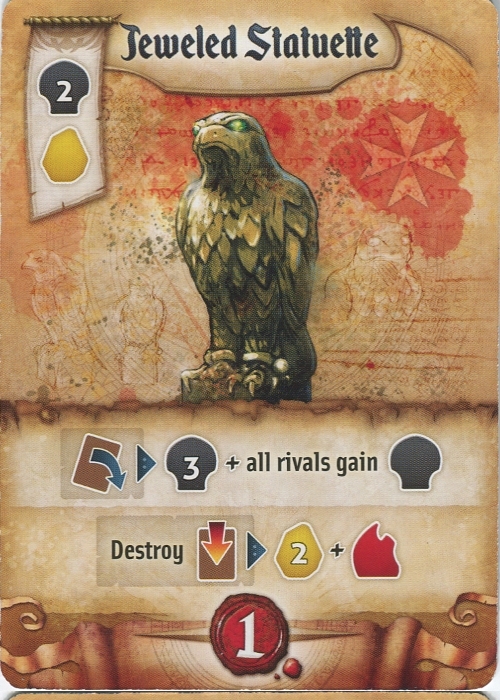 Jeweled Statuette
2
3 + all rivals gain
Destroy 2 +
1